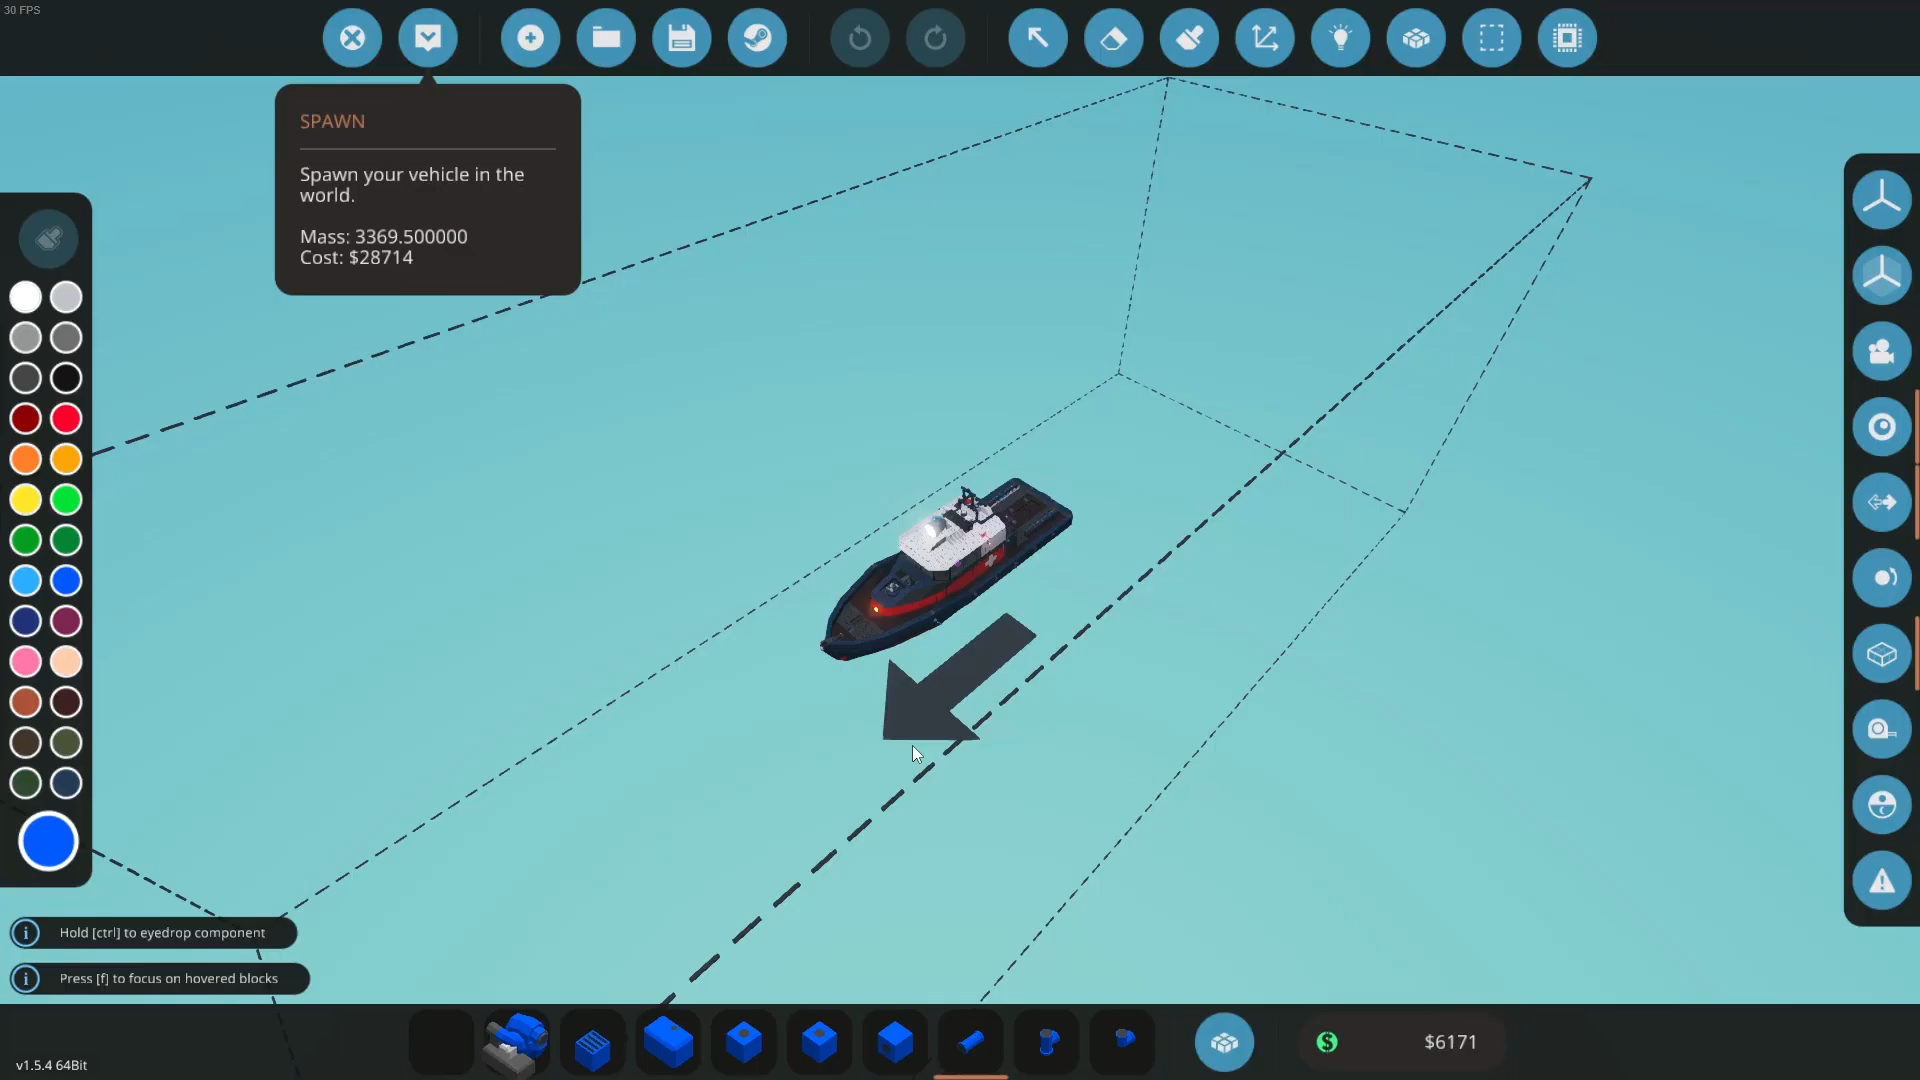 30 FPS
SPAWN
Spawn your vehicle in the
world.
Mass: 3369.500000
Cost: $28714
Hold [ctrl] to eyedrop component
Press [f] to focus on hovered blocks
v1.5.4 64Bit
$6171